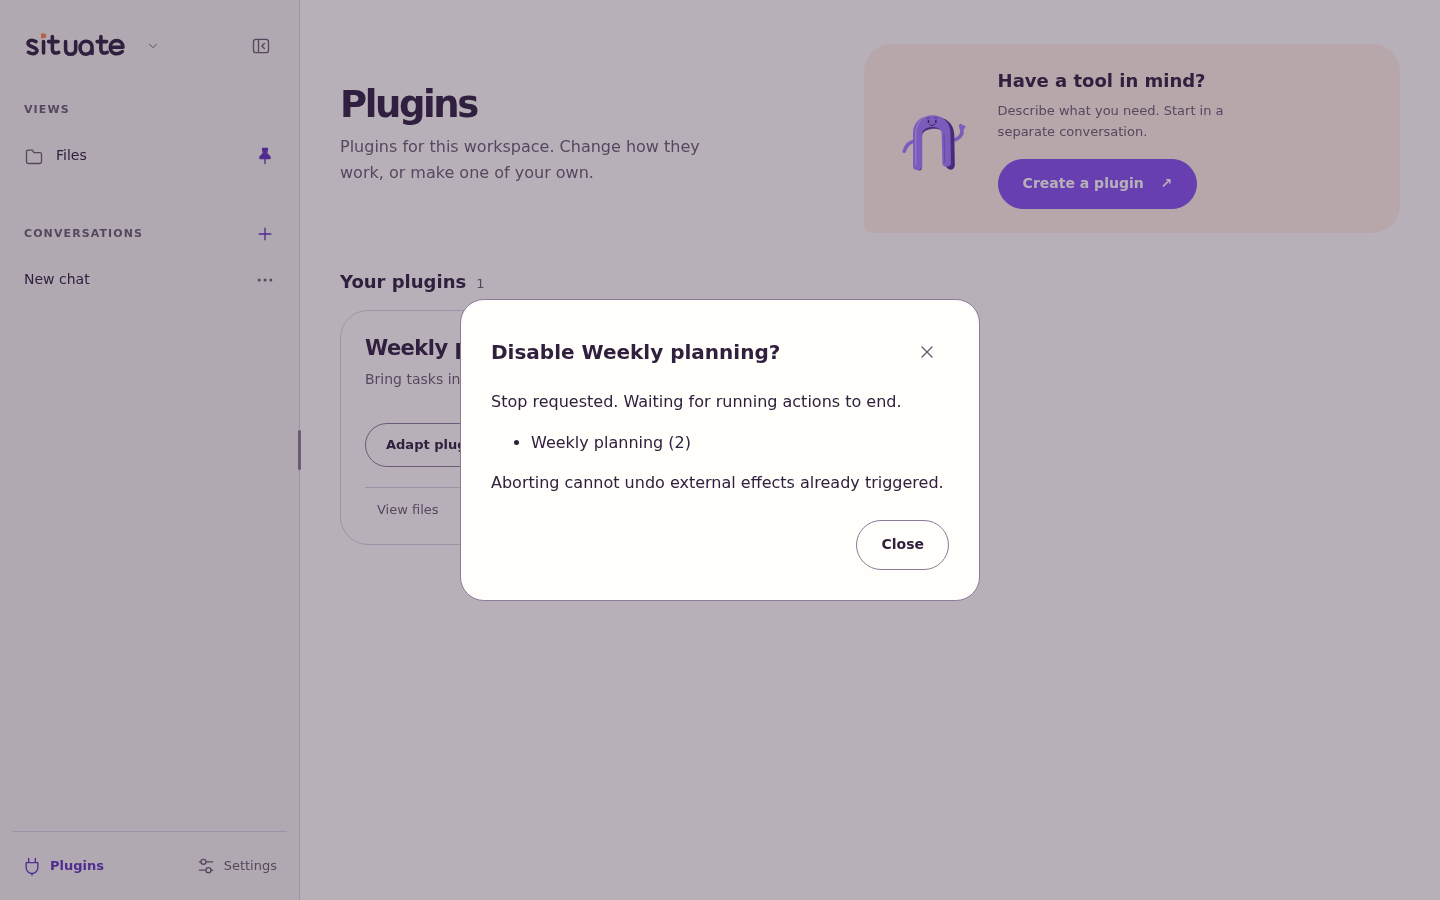 situate
VIEWS
Files
CONVERSATIONS
New chat
Plugins
Settings
Plugins
Plugins for this workspace. Change how they
work, or make one of your own.
Have a tool in mind?
Describe what you need. Start in a
separate conversation.
Create a plugin ↗
Your plugins 1
Weekly
Bring tasks in
Adapt plug
View files
Disable Weekly planning?
Stop requested. Waiting for running actions to end.
• Weekly planning (2)
Aborting cannot undo external effects already triggered.
Close